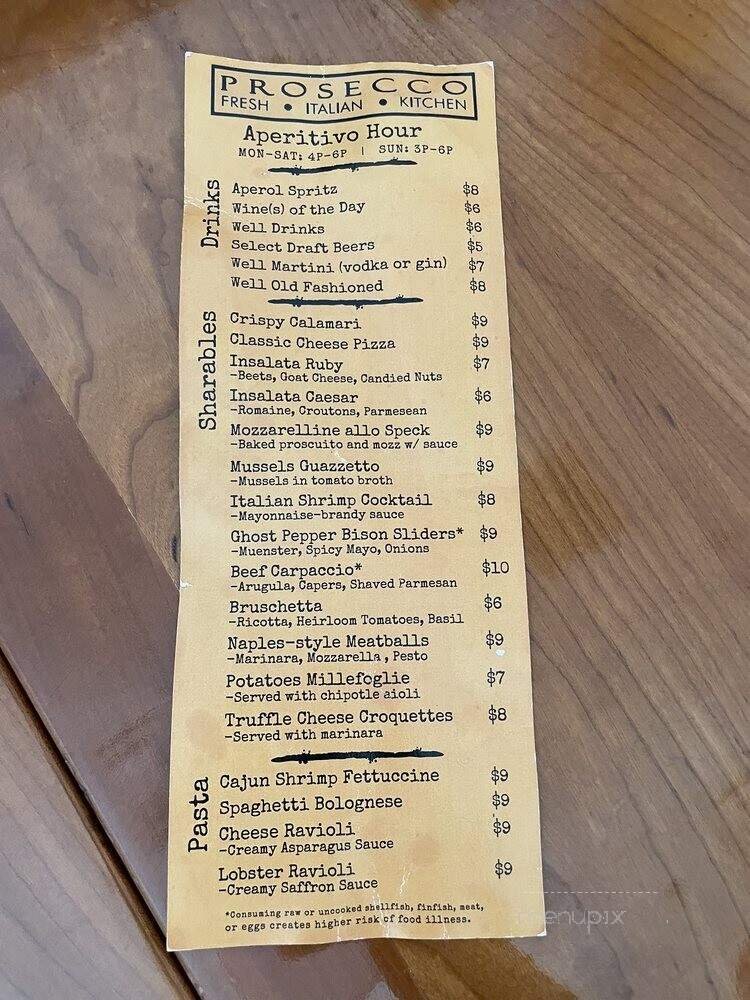 PROSECCO
FRESH • ITALIAN • KITCHEN
Aperitivo Hour
MON-SAT: 4P-6P | SUN: 3P-6P
Drinks
Aperol Spritz $8
Wine(s) of the Day $6
Well Drinks $6
Select Draft Beers $5
Well Martini (vodka or gin) $7
Well Old Fashioned $8
Sharables
Crispy Calamari $9
Classic Cheese Pizza $9
Insalata Ruby $7
-Beets, Goat Cheese, Candied Nuts
Insalata Caesar $6
-Romaine, Croutons, Parmesean
Mozzarelline allo Speck $9
-Baked proscuito and mozz w/ sauce
Mussels Guazzetto $9
-Mussels in tomato broth
Italian Shrimp Cocktail $8
-Mayonnaise-brandy sauce
Ghost Pepper Bison Sliders* $9
-Muenster, Spicy Mayo, Onions
Beef Carpaccio* $10
-Arugula, Capers, Shaved Parmesan
Bruschetta $6
-Ricotta, Heirloom Tomatoes, Basil
Naples-style Meatballs $9
-Marinara, Mozzarella , Pesto
Potatoes Millefoglie $7
-Served with chipotle aioli
Truffle Cheese Croquettes $8
-Served with marinara
Pasta
Cajun Shrimp Fettuccine $9
Spaghetti Bolognese $9
Cheese Ravioli $9
-Creamy Asparagus Sauce
Lobster Ravioli $9
-Creamy Saffron Sauce
*Consuming raw or uncooked shellfish, finfish, meat,
or eggs creates higher risk of food illness.
menupix